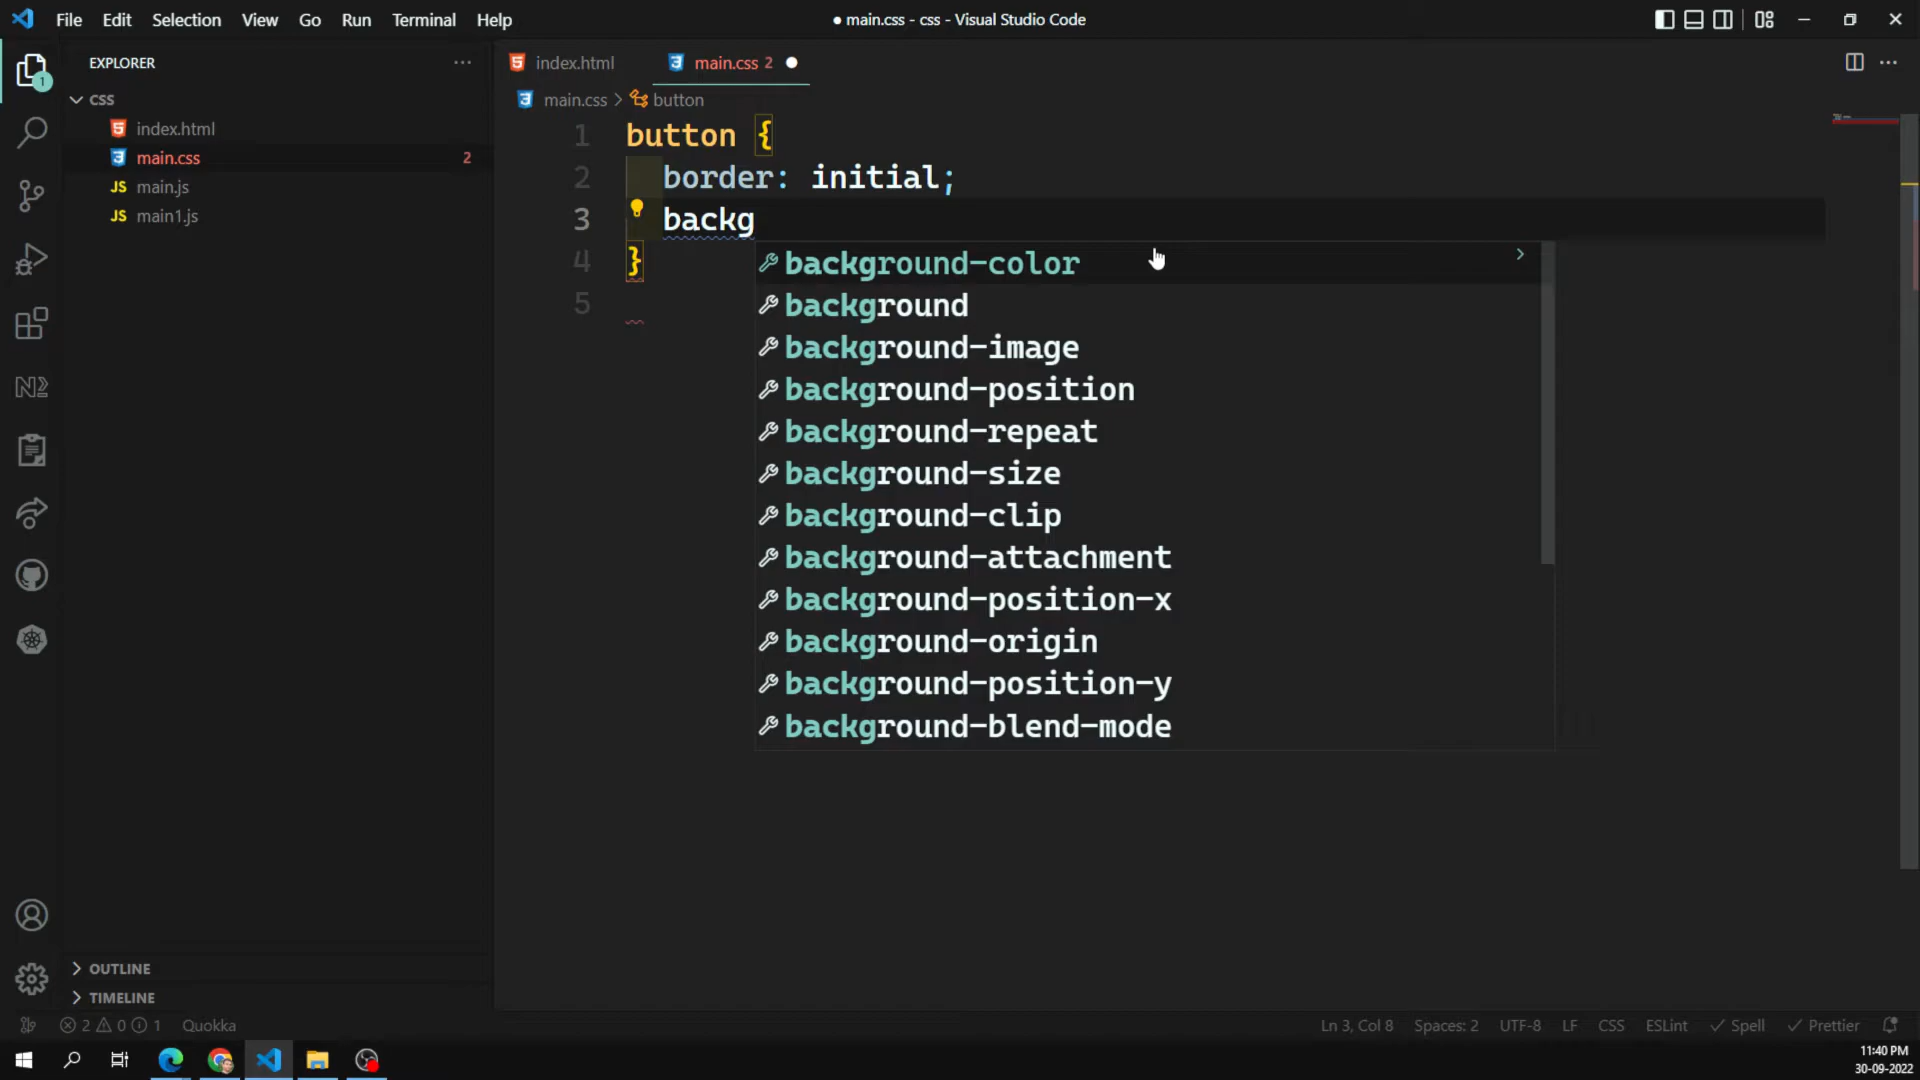 File Edit Selection View Go Run Terminal Help
● main.css - css - Visual Studio Code
EXPLORER
CSS
index.html
main.css 2
JS main.js
JS main1.js
OUTLINE
TIMELINE
1
index.html
main.css 2
main.css > button
1 button {
2 border: initial;
3 backg
4 }
5
background-color
background
background-image
background-position
background-repeat
background-size
background-clip
background-attachment
background-position-x
background-origin
background-position-y
background-blend-mode
2 0 1 Quokka
Ln 3, Col 8 Spaces: 2 UTF-8 LF CSS ESLint Spell Prettier
11:40 PM
30-09-2022